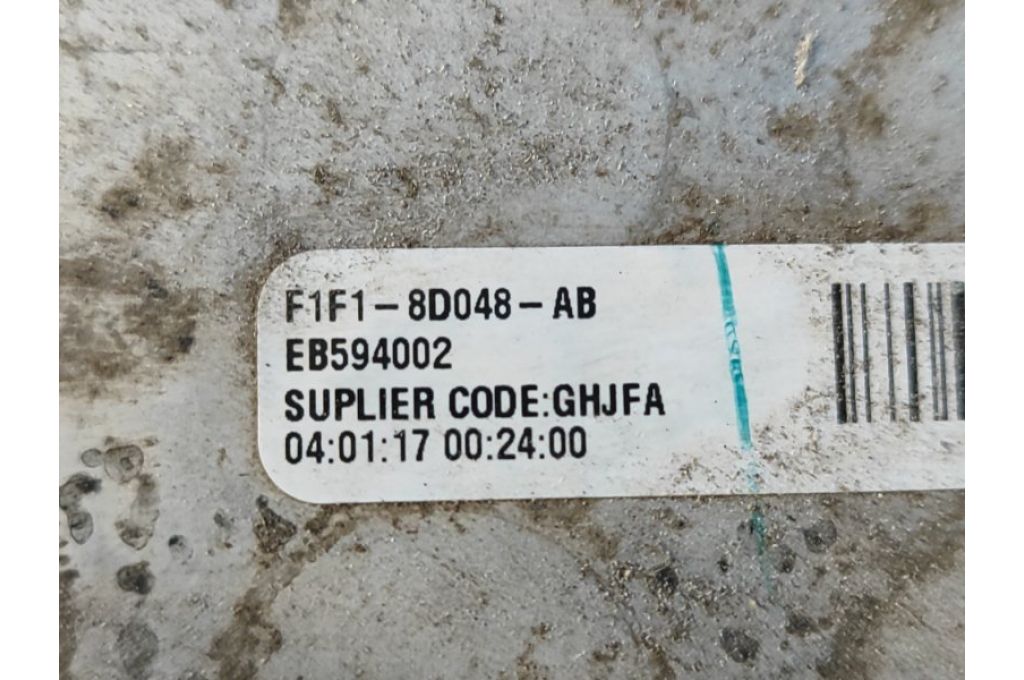 F1F1-8D048-AB
EB594002
SUPLIER CODE:GHJFA
04:01:17 00:24:00